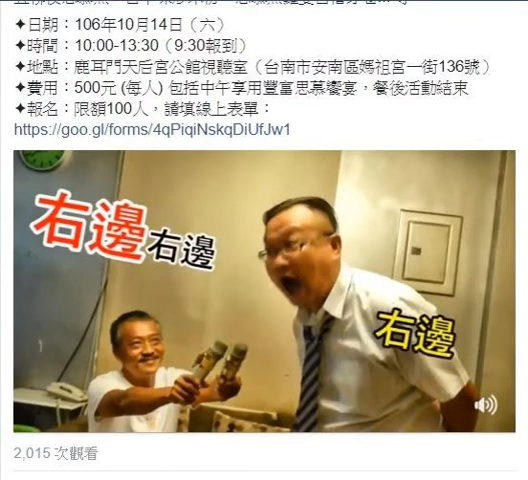 ✦日期：106年10月14日（六）
✦時間：10:00-13:30（9:30報到）
✦地點：鹿耳門天后宮公館視聽室（台南市安南區媽祖宮一街136號）
✦費用：500元 (每人) 包括中午享用豐富思慕饗宴，餐後活動結束
✦報名：限額100人，請填線上表單：
https://goo.gl/forms/4qPiqiNskqDiUfJw1
右邊右邊
右邊
2,015 次觀看